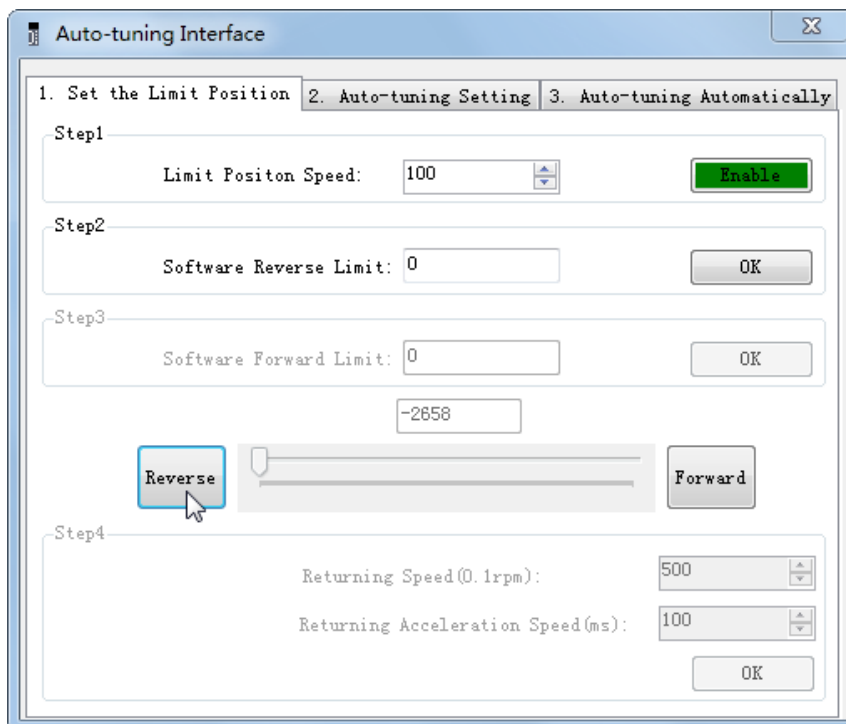 Auto-tuning Interface
1. Set the Limit Position 2. Auto-tuning Setting 3. Auto-tuning Automatically
Step1
Limit Positon Speed: 100 Enable
Step2
Software Reverse Limit: 0 OK
Step3
Software Forward Limit: 0 OK
-2658
Reverse Forward
Step4
Returning Speed(0.1rpm): 500
Returning Acceleration Speed(ms): 100
OK